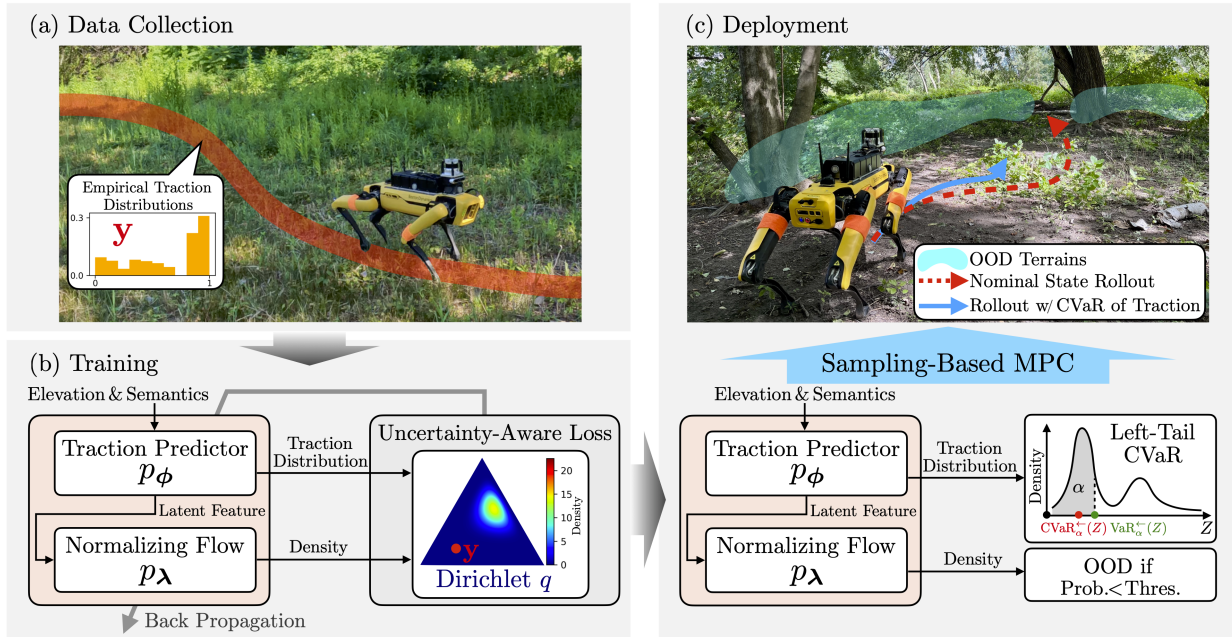 (a) Data Collection
Empirical Traction
Distributions
y
0.3
0.0
0
1
(b) Training
Elevation & Semantics
Traction Predictor
pϕ
Latent Feature
Normalizing Flow
pλ
Traction
Distribution
Density
Uncertainty-Aware Loss
20
15
10
5
0
Density
y
Dirichlet q
Back Propagation
(c) Deployment
OOD Terrains
Nominal State Rollout
Rollout w/ CVaR of Traction
Sampling-Based MPC
Elevation & Semantics
Traction Predictor
pϕ
Latent Feature
Normalizing Flow
pλ
Traction
Distribution
Density
Left-Tail
CVaR
Density
α
CVaR←α(Z) VaR←α(Z) Z
OOD if
Prob.<Thres.